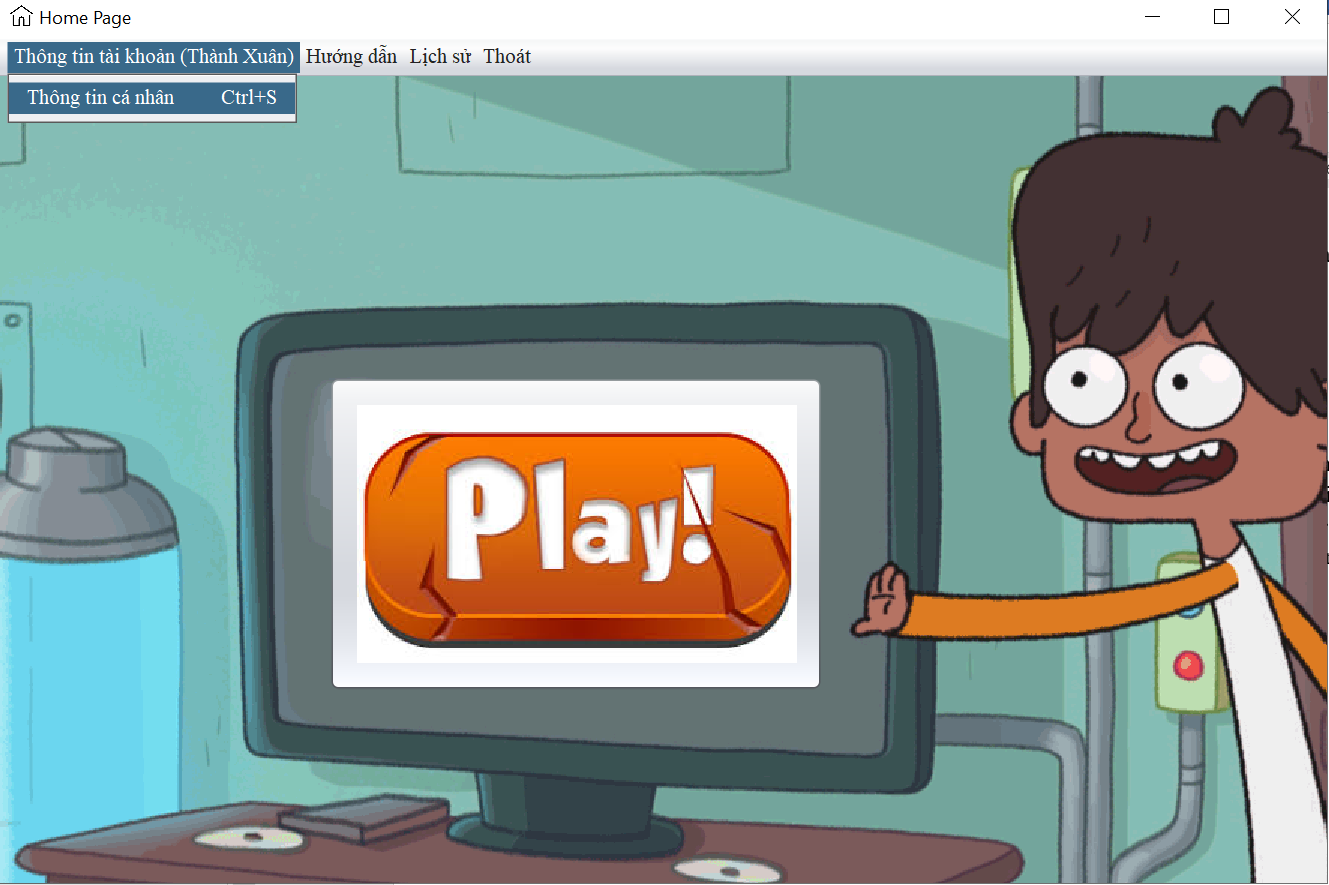 Home Page
Thông tin tài khoản (Thành Xuân) Hướng dẫn Lịch sử Thoát
Thông tin cá nhân Ctrl+S
Play!